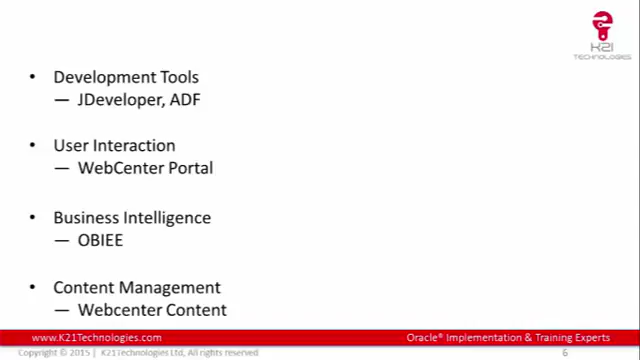 K21
TECHNOLOGIES
• Development Tools
— JDeveloper, ADF
• User Interaction
— WebCenter Portal
• Business Intelligence
— OBIEE
• Content Management
— Webcenter Content
www.K21Technologies.com Oracle® Implementation & Training Experts
Copyright © 2015 | K21Technologies Ltd, All rights reserved 6